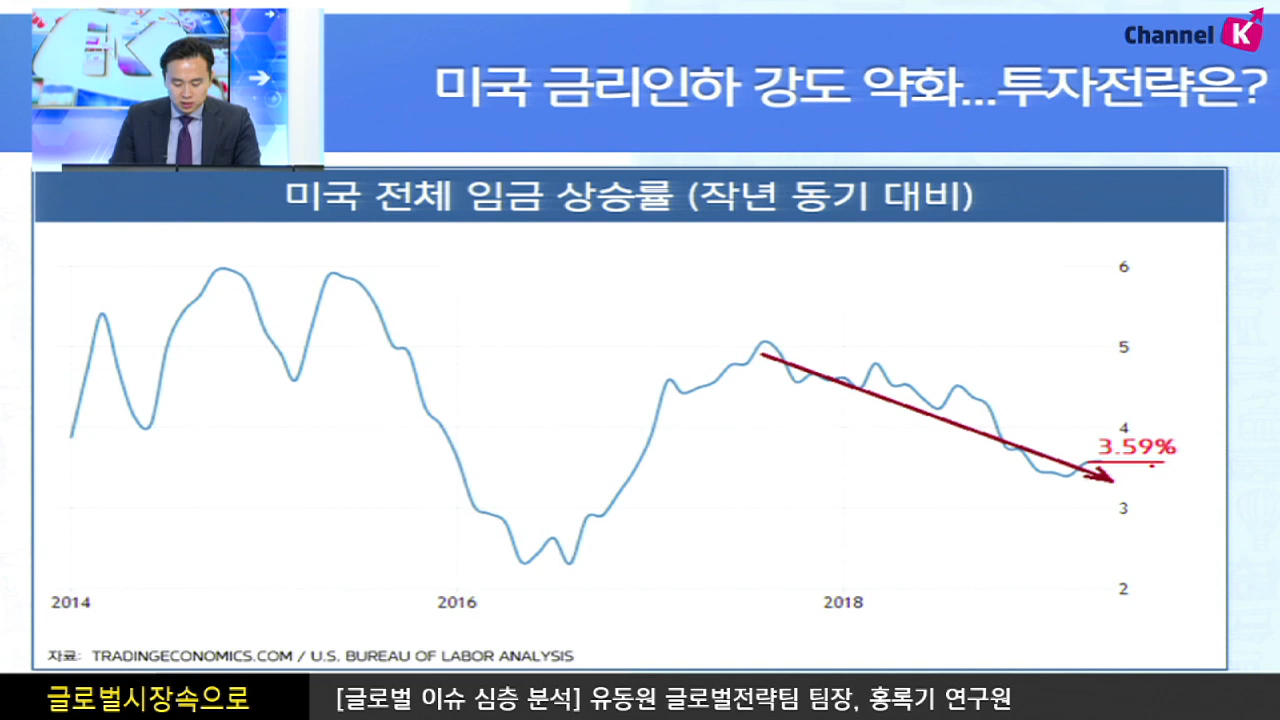 Channel K
미국 금리인하 강도 약화...투자전략은?
미국 전체 임금 상승률 (작년 동기 대비)
6
5
4
3.59%
3
2
2014 2016 2018
자료: TRADINGECONOMICS.COM / U.S. BUREAU OF LABOR ANALYSIS
글로벌시장속으로
[글로벌 이슈 심층 분석] 유동원 글로벌전략팀 팀장, 홍록기 연구원